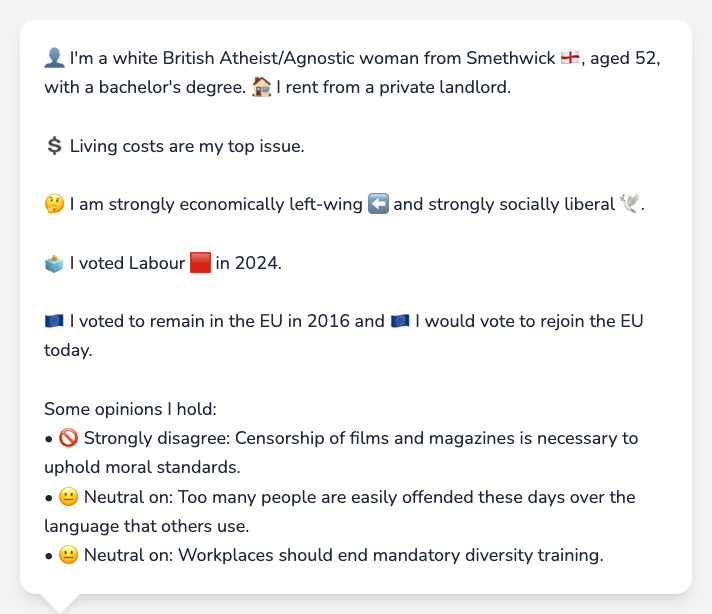 👤 I'm a white British Atheist/Agnostic woman from Smethwick 🏴󠁧󠁢󠁥󠁮󠁧󠁿, aged 52,
with a bachelor's degree. 🏠 I rent from a private landlord.
💲 Living costs are my top issue.
🤔 I am strongly economically left-wing ⬅️ and strongly socially liberal 🕊️.
🗳️ I voted Labour 🟥 in 2024.
🇪🇺 I voted to remain in the EU in 2016 and 🇪🇺 I would vote to rejoin the EU
today.
Some opinions I hold:
• 🚫 Strongly disagree: Censorship of films and magazines is necessary to
uphold moral standards.
• 😐 Neutral on: Too many people are easily offended these days over the
language that others use.
• 😐 Neutral on: Workplaces should end mandatory diversity training.